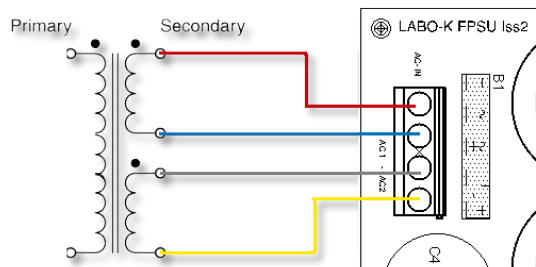 Primary
Secondary
LABO-K FPSU Iss2
AC-IN
B1
AC1 - AC2
C4